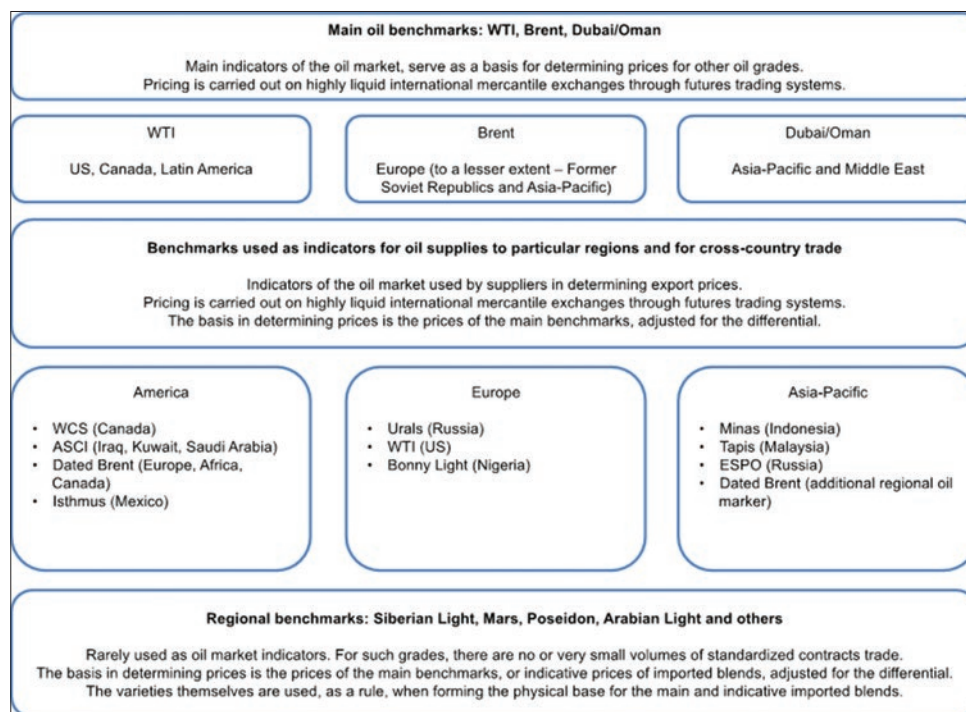 Main oil benchmarks: WTI, Brent, Dubai/Oman
Main indicators of the oil market, serve as a basis for determining prices for other oil grades.
Pricing is carried out on highly liquid international mercantile exchanges through futures trading systems.
WTI
US, Canada, Latin America
Brent
Europe (to a lesser extent – Former
Soviet Republics and Asia-Pacific)
Dubai/Oman
Asia-Pacific and Middle East
Benchmarks used as indicators for oil supplies to particular regions and for cross-country trade
Indicators of the oil market used by suppliers in determining export prices.
Pricing is carried out on highly liquid international mercantile exchanges through futures trading systems.
The basis in determining prices is the prices of the main benchmarks, adjusted for the differential.
America
• WCS (Canada)
• ASCI (Iraq, Kuwait, Saudi Arabia)
• Dated Brent (Europe, Africa,
Canada)
• Isthmus (Mexico)
Europe
• Urals (Russia)
• WTI (US)
• Bonny Light (Nigeria)
Asia-Pacific
• Minas (Indonesia)
• Tapis (Malaysia)
• ESPO (Russia)
• Dated Brent (additional regional oil
marker)
Regional benchmarks: Siberian Light, Mars, Poseidon, Arabian Light and others
Rarely used as oil market indicators. For such grades, there are no or very small volumes of standardized contracts trade.
The basis in determining prices is the prices of the main benchmarks, or indicative prices of imported blends, adjusted for the differential.
The varieties themselves are used, as a rule, when forming the physical base for the main and indicative imported blends.